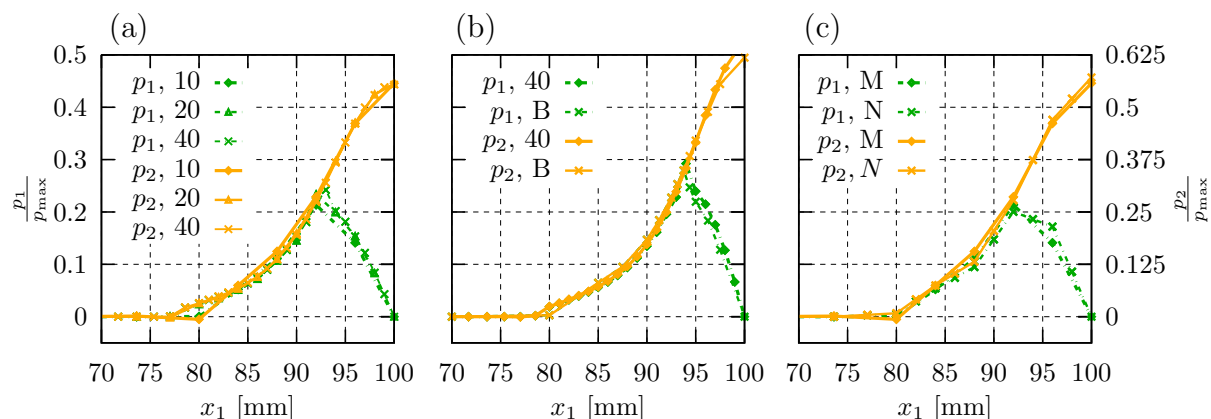 (a)
0.5
0.4
0.3
0.2
0.1
0
p1/pmax
p1, 10
p1, 20
p1, 40
p2, 10
p2, 20
p2, 40
70 75 80 85 90 95 100
x1 [mm]
(b)
p1, 40
p1, B
p2, 40
p2, B
70 75 80 85 90 95 100
x1 [mm]
(c)
p1, M
p1, N
p2, M
p2, N
70 75 80 85 90 95 100
x1 [mm]
0.625
0.5
0.375
0.25
0.125
0
p2/pmax